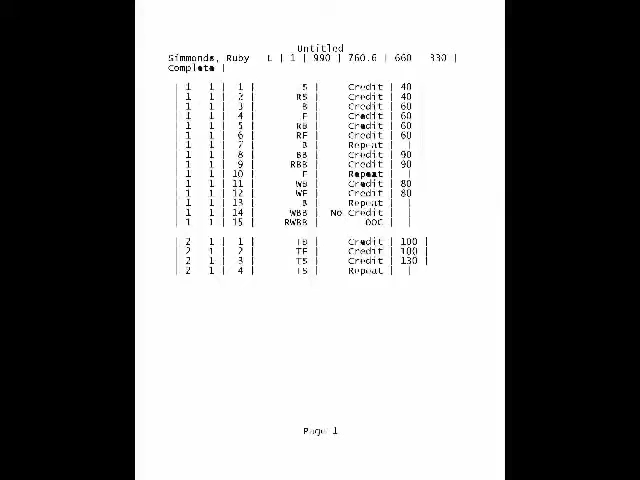 Untitled
Simmonds, Ruby L | 1 | 990 | 760.6 | 660 330 |
Complete |
| 1 1 | 1 | S | Credit | 40
| 1 1 | 2 | RS | Credit | 40
| 1 1 | 3 | B | Credit | 60
| 1 1 | 4 | F | Credit | 60
| 1 1 | 5 | RB | Credit | 60
| 1 1 | 6 | RF | Credit | 60
| 1 1 | 7 | B | Repeat | |
| 1 1 | 8 | BB | Credit | 90
| 1 1 | 9 | RBB | Credit | 90
| 1 1 | 10 | F | Repeat | |
| 1 1 | 11 | WB | Credit | 80
| 1 1 | 12 | WF | Credit | 80
| 1 1 | 13 | B | Repeat | |
| 1 1 | 14 | WBB | No Credit | |
| 1 1 | 15 | RWBB | OOC | |
| 2 1 | 1 | TB | Credit | 100 |
| 2 1 | 2 | TF | Credit | 100 |
| 2 1 | 3 | TS | Credit | 130 |
| 2 1 | 4 | TS | Repeat | |
Page 1